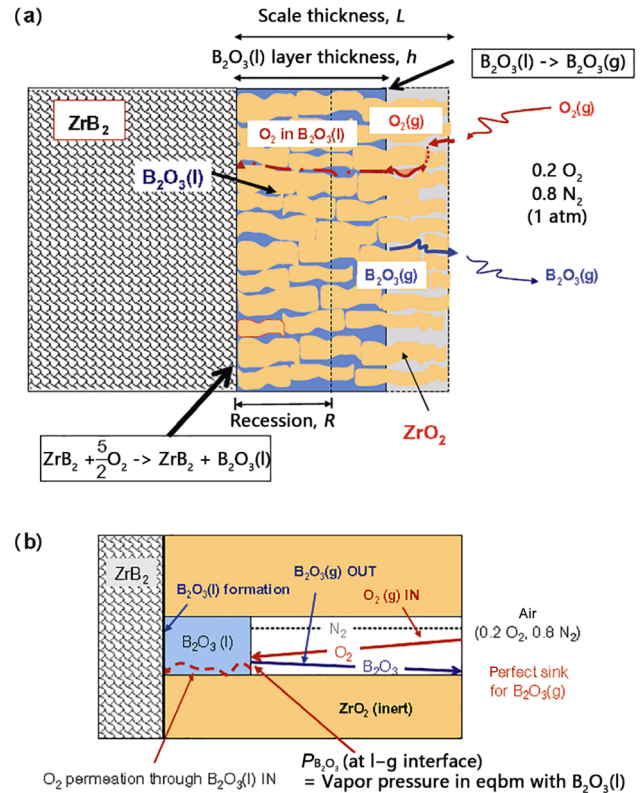 (a)
Scale thickness, L
B₂O₃(l) layer thickness, h
B₂O₃(l) -> B₂O₃(g)
ZrB₂
O₂ in B₂O₃(l)
O₂(g)
O₂(g)
B₂O₃(l)
0.2 O₂
0.8 N₂
(1 atm)
B₂O₃(g)
B₂O₃(g)
Recession, R
ZrO₂
ZrB₂ + 5/2 O₂ -> ZrB₂ + B₂O₃(l)
(b)
ZrB₂
B₂O₃(l) formation
B₂O₃(g) OUT
O₂ (g) IN
N₂
Air
(0.2 O₂, 0.8 N₂)
B₂O₃ (l)
O₂
B₂O₃
Perfect sink
for B₂O₃(g)
ZrO₂ (inert)
O₂ permeation through B₂O₃(l) IN
P_B₂O₃ (at l–g interface)
= Vapor pressure in eqbm with B₂O₃(l)